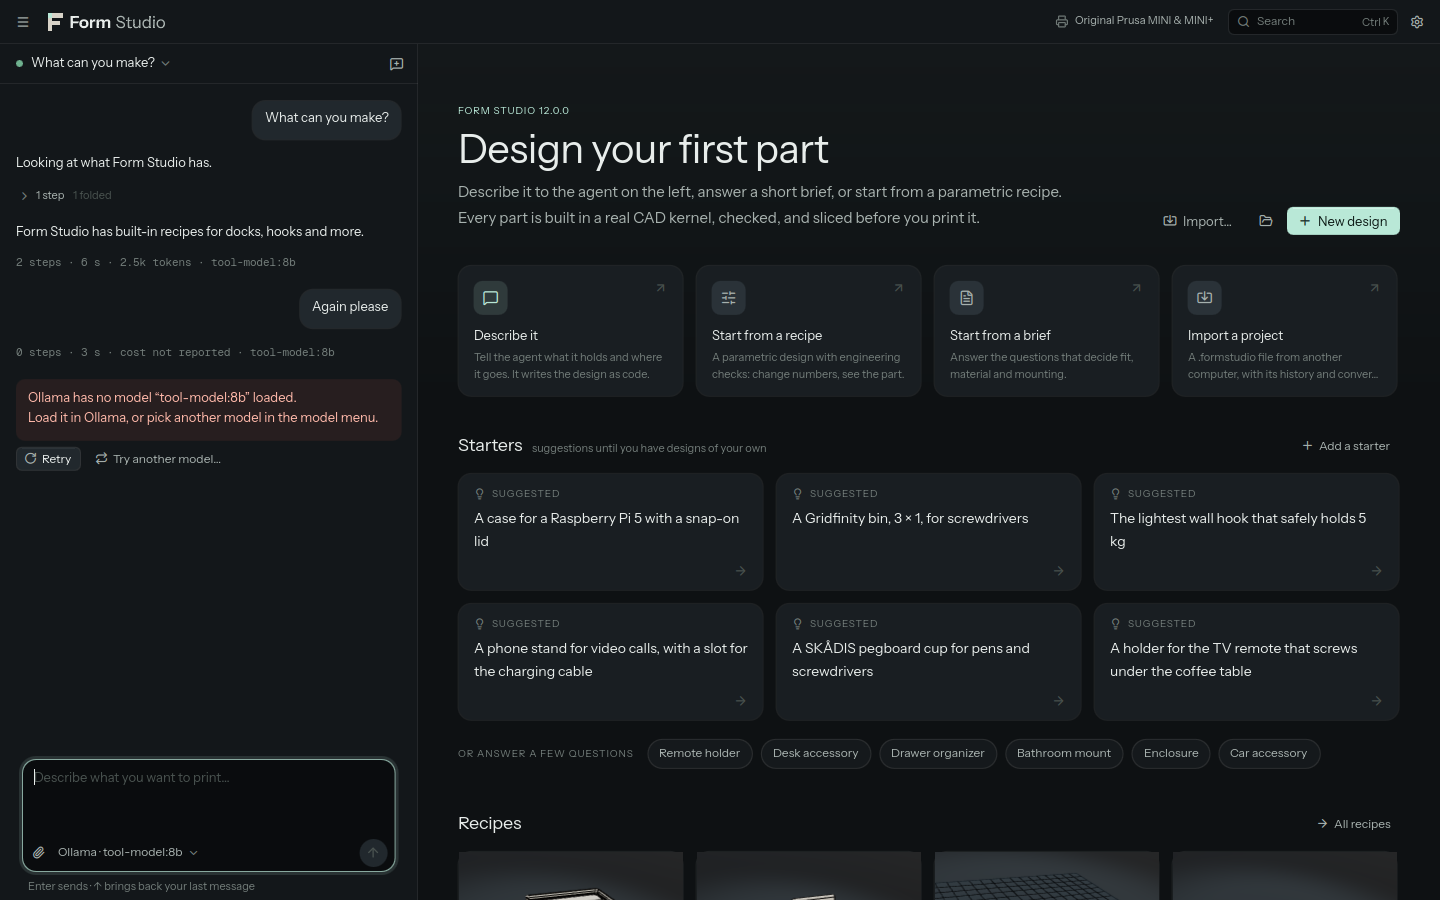 Form Studio
Original Prusa MINI & MINI+
Search
Ctrl K
What can you make?
What can you make?
Looking at what Form Studio has.
1 step 1 folded
Form Studio has built-in recipes for docks, hooks and more.
2 steps · 6 s · 2.5k tokens · tool-model:8b
Again please
0 steps · 3 s · cost not reported · tool-model:8b
Ollama has no model “tool-model:8b” loaded.
Load it in Ollama, or pick another model in the model menu.
Retry
Try another model…
Describe what you want to print…
Ollama · tool-model:8b
Enter sends · ↑ brings back your last message
FORM STUDIO 12.0.0
Design your first part
Describe it to the agent on the left, answer a short brief, or start from a parametric recipe.
Every part is built in a real CAD kernel, checked, and sliced before you print it.
Import…
New design
Describe it
Tell the agent what it holds and where
it goes. It writes the design as code.
Start from a recipe
A parametric design with engineering
checks: change numbers, see the part.
Start from a brief
Answer the questions that decide fit,
material and mounting.
Import a project
A .formstudio file from another
computer, with its history and conver…
Starters suggestions until you have designs of your own
Add a starter
SUGGESTED
A case for a Raspberry Pi 5 with a snap-on
lid
SUGGESTED
A Gridfinity bin, 3 × 1, for screwdrivers
SUGGESTED
The lightest wall hook that safely holds 5
kg
SUGGESTED
A phone stand for video calls, with a slot for
the charging cable
SUGGESTED
A SKÅDIS pegboard cup for pens and
screwdrivers
SUGGESTED
A holder for the TV remote that screws
under the coffee table
OR ANSWER A FEW QUESTIONS
Remote holder
Desk accessory
Drawer organizer
Bathroom mount
Enclosure
Car accessory
Recipes
All recipes